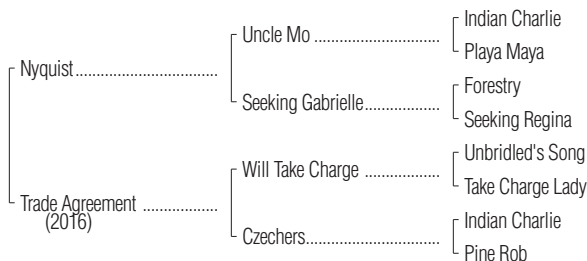 Indian Charlie
Uncle Mo ..................................
Playa Maya
Nyquist ......................................
Forestry
Seeking Gabrielle ....................
Seeking Regina
Unbridled's Song
Will Take Charge ....................
Take Charge Lady
Trade Agreement ....................
(2016)
Indian Charlie
Czechers ....................................
Pine Rob